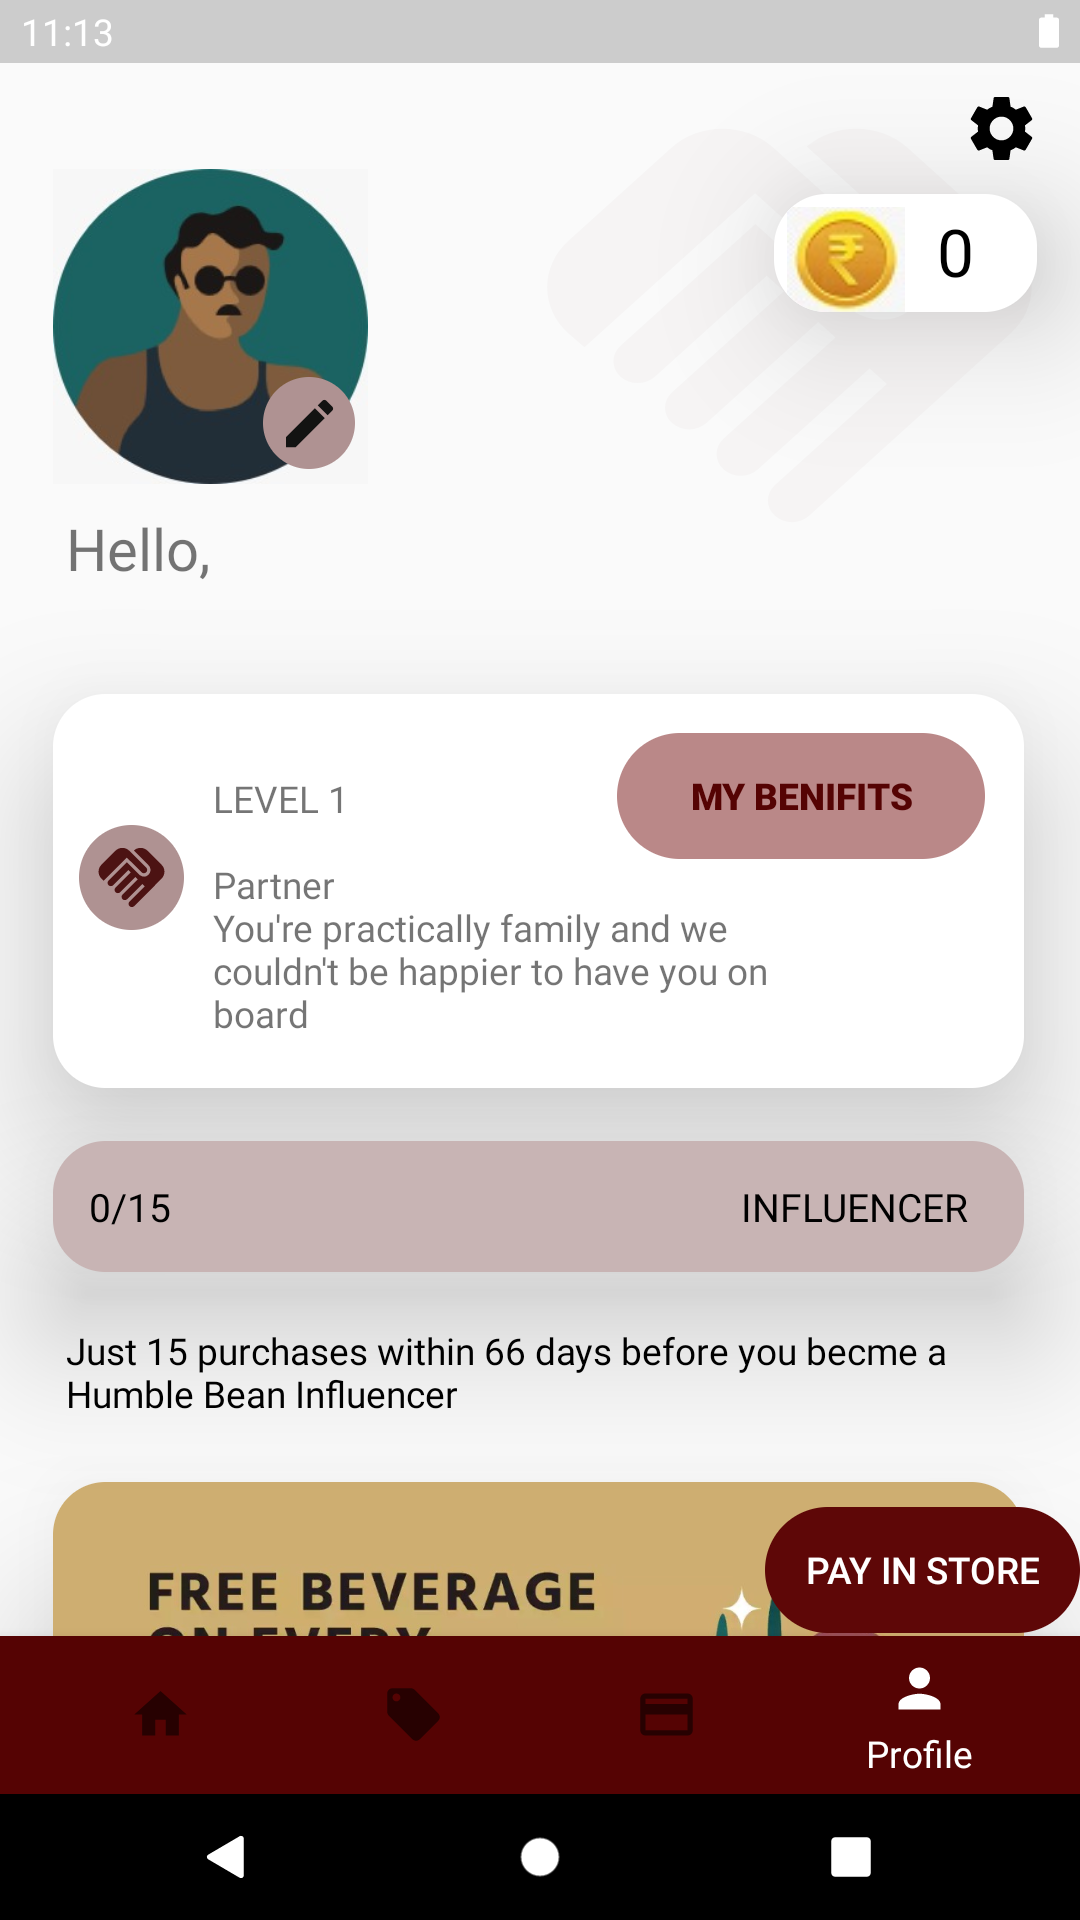 11:13
0
Hello,
LEVEL 1
MY BENIFITS
Partner
You're practically family and we
couldn't be happier to have you on
board
0/15
INFLUENCER
Just 15 purchases within 66 days before you becme a
Humble Bean Influencer
FREE BEVERAGE
ON EVERY
PAY IN STORE
Profile